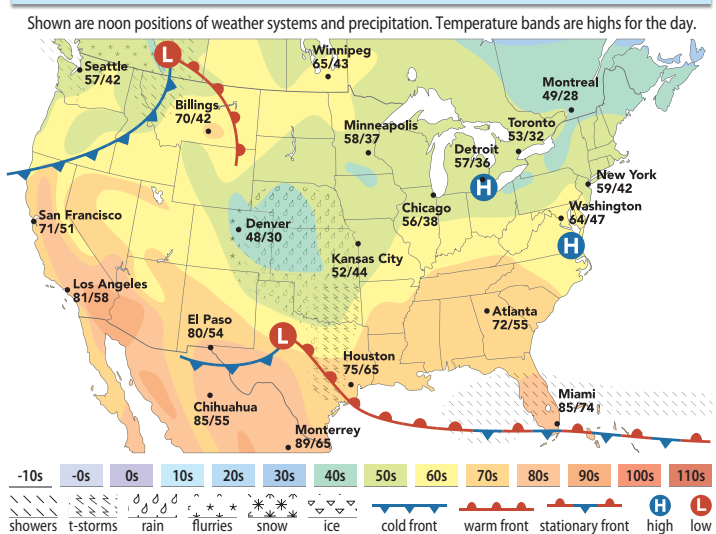 Shown are noon positions of weather systems and precipitation. Temperature bands are highs for the day.
L
Seattle
57/42
Winnipeg
65/43
Billings
70/42
Montreal
49/28
Minneapolis
58/37
Toronto
53/32
Detroit
57/36
H
New York
59/42
Chicago
56/38
Washington
64/47
San Francisco
71/51
Denver
48/30
H
Kansas City
52/44
Los Angeles
81/58
El Paso
80/54
L
Atlanta
72/55
Houston
75/65
Chihuahua
85/55
Miami
85/74
Monterrey
89/65
-10s -0s 0s 10s 20s 30s 40s 50s 60s 70s 80s 90s 100s 110s
H L
showers t-storms rain flurries snow ice cold front warm front stationary front high low